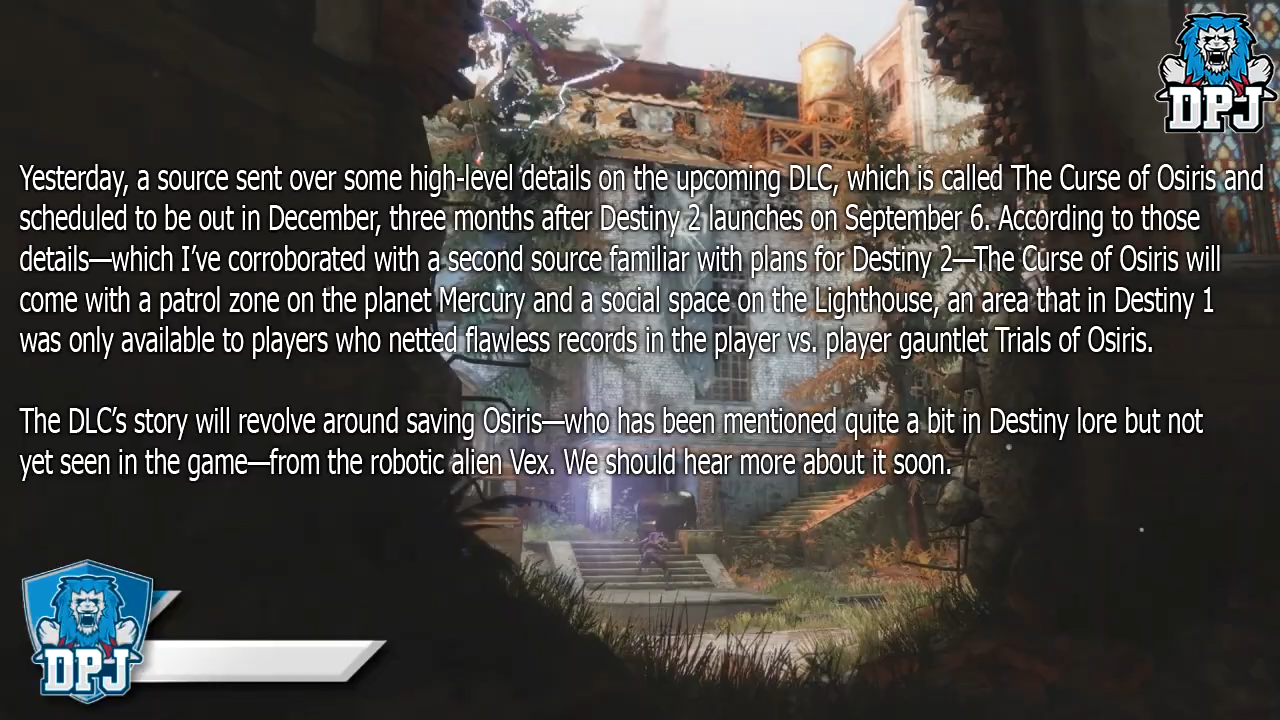 DPJ
Yesterday, a source sent over some high-level details on the upcoming DLC, which is called The Curse of Osiris and
scheduled to be out in December, three months after Destiny 2 launches on September 6. According to those
details—which I've corroborated with a second source familiar with plans for Destiny 2—The Curse of Osiris will
come with a patrol zone on the planet Mercury and a social space on the Lighthouse, an area that in Destiny 1
was only available to players who netted flawless records in the player vs. player gauntlet Trials of Osiris.
The DLC's story will revolve around saving Osiris—who has been mentioned quite a bit in Destiny lore but not
yet seen in the game—from the robotic alien Vex. We should hear more about it soon.
DPJ